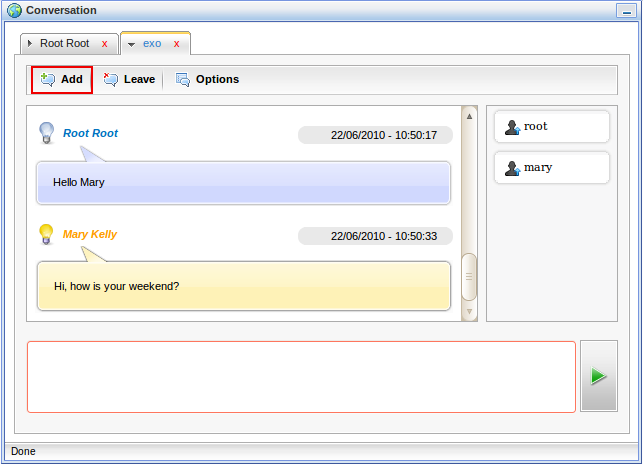 Conversation
Root Root x exo x
Add Leave Options
Root Root 22/06/2010 - 10:50:17
Hello Mary
Mary Kelly 22/06/2010 - 10:50:33
Hi, how is your weekend?
root
mary
Done